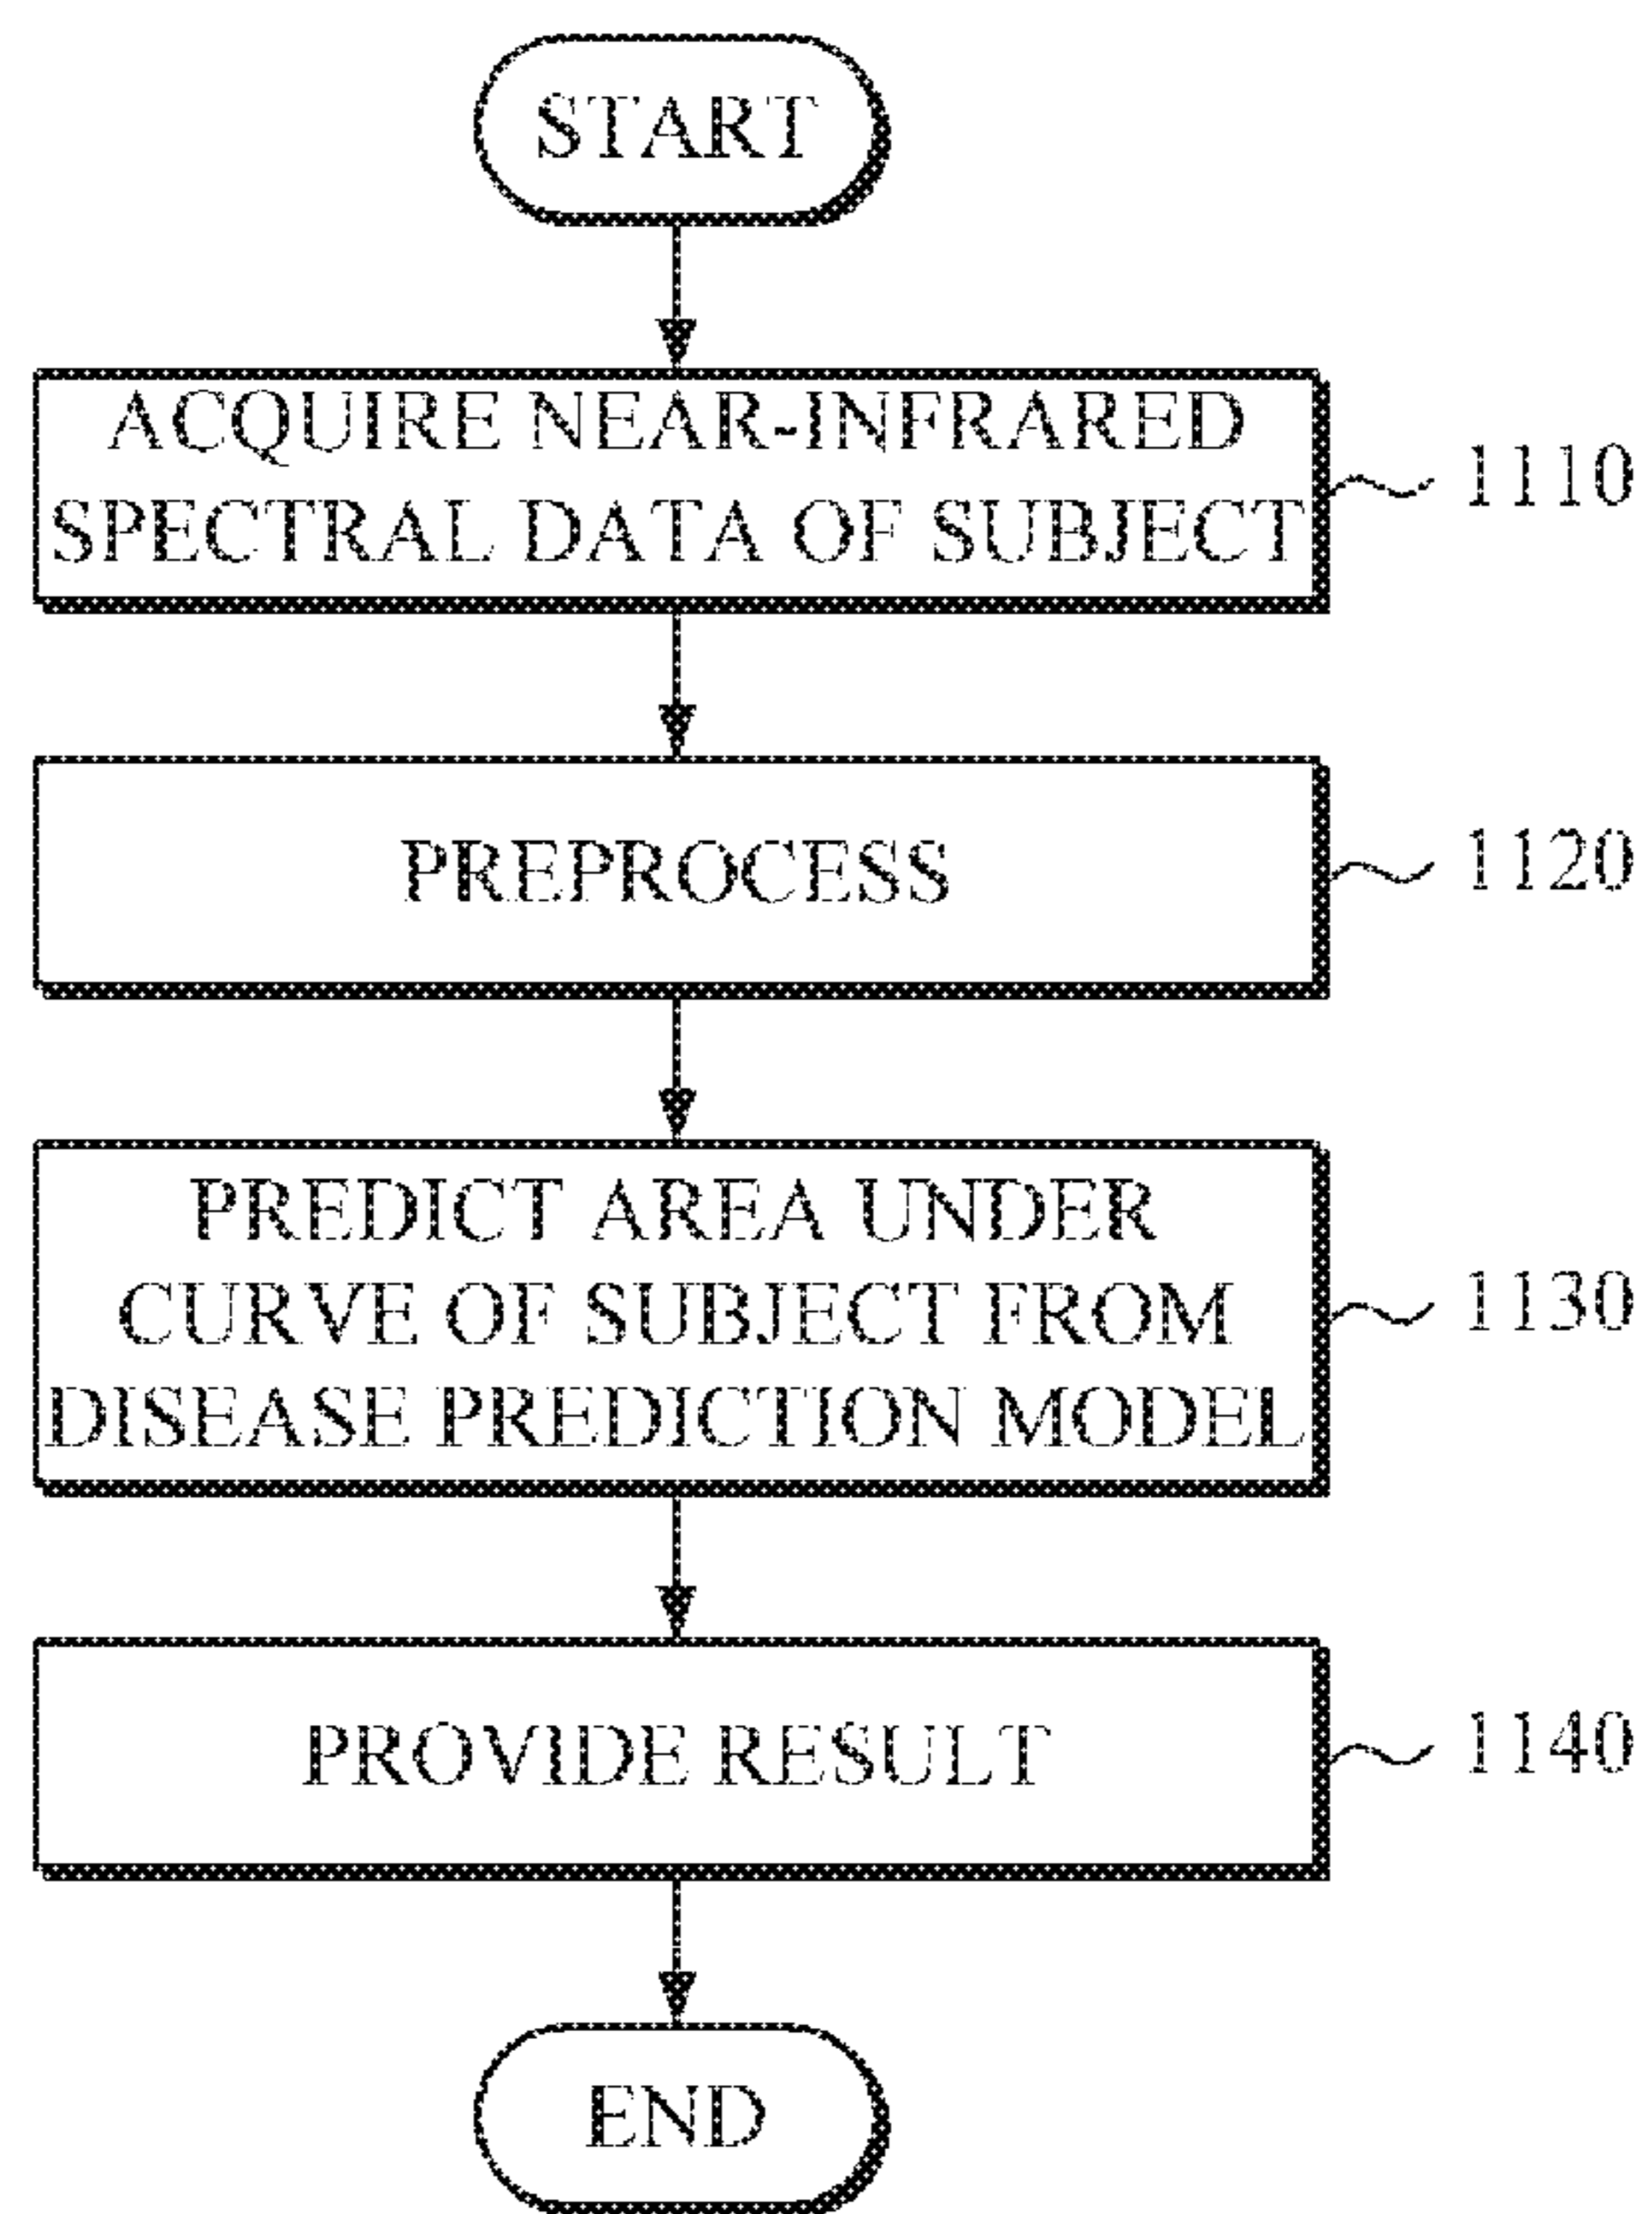 START
ACQUIRE NEAR-INFRARED
SPECTRAL DATA OF SUBJECT
1110
PREPROCESS
1120
PREDICT AREA UNDER
CURVE OF SUBJECT FROM
DISEASE PREDICTION MODEL
1130
PROVIDE RESULT
1140
END